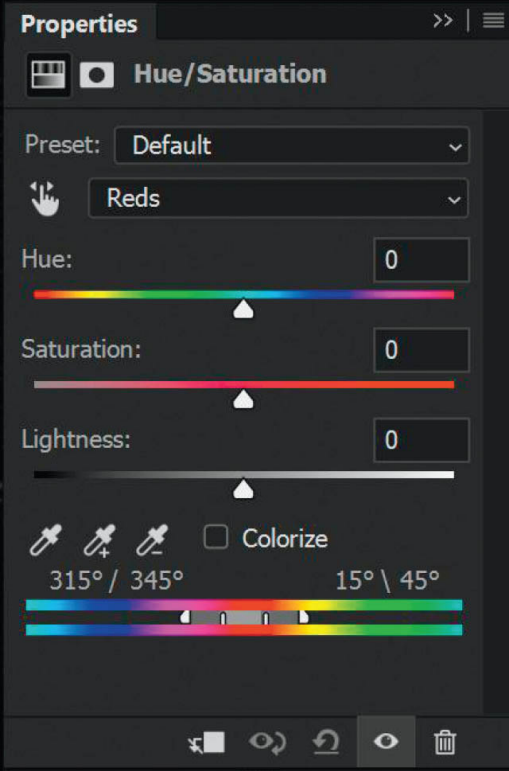 Properties
Hue/Saturation
Preset: Default
Reds
Hue: 0
Saturation: 0
Lightness: 0
Colorize
315°/ 345° 15°\ 45°